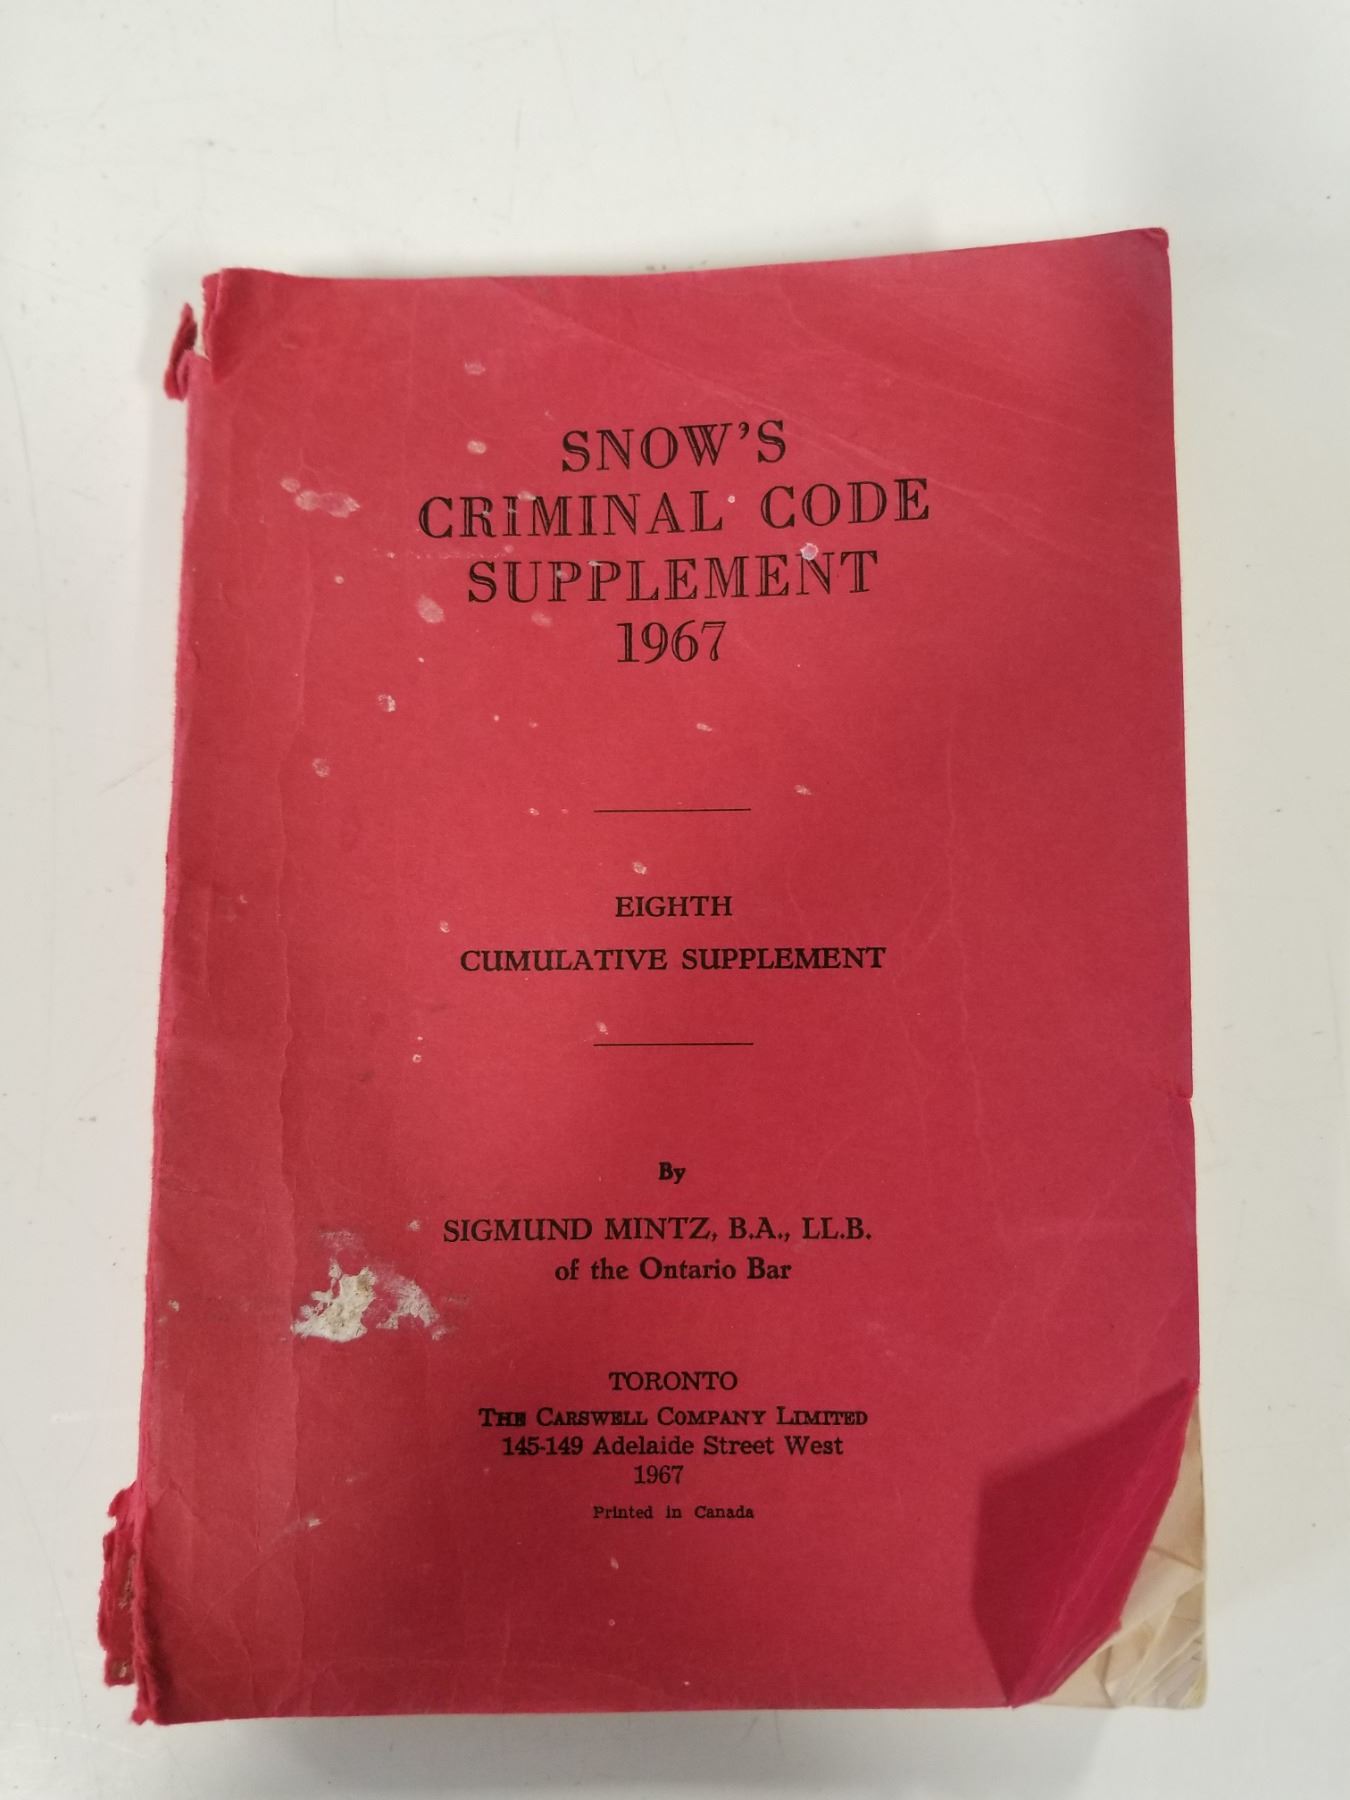 SNOW'S
CRIMINAL CODE
SUPPLEMENT
1967
EIGHTH
CUMULATIVE SUPPLEMENT
By
SIGMUND MINTZ, B.A., LL.B.
of the Ontario Bar
TORONTO
THE CARSWELL COMPANY LIMITED
145-149 Adelaide Street West
1967
Printed in Canada